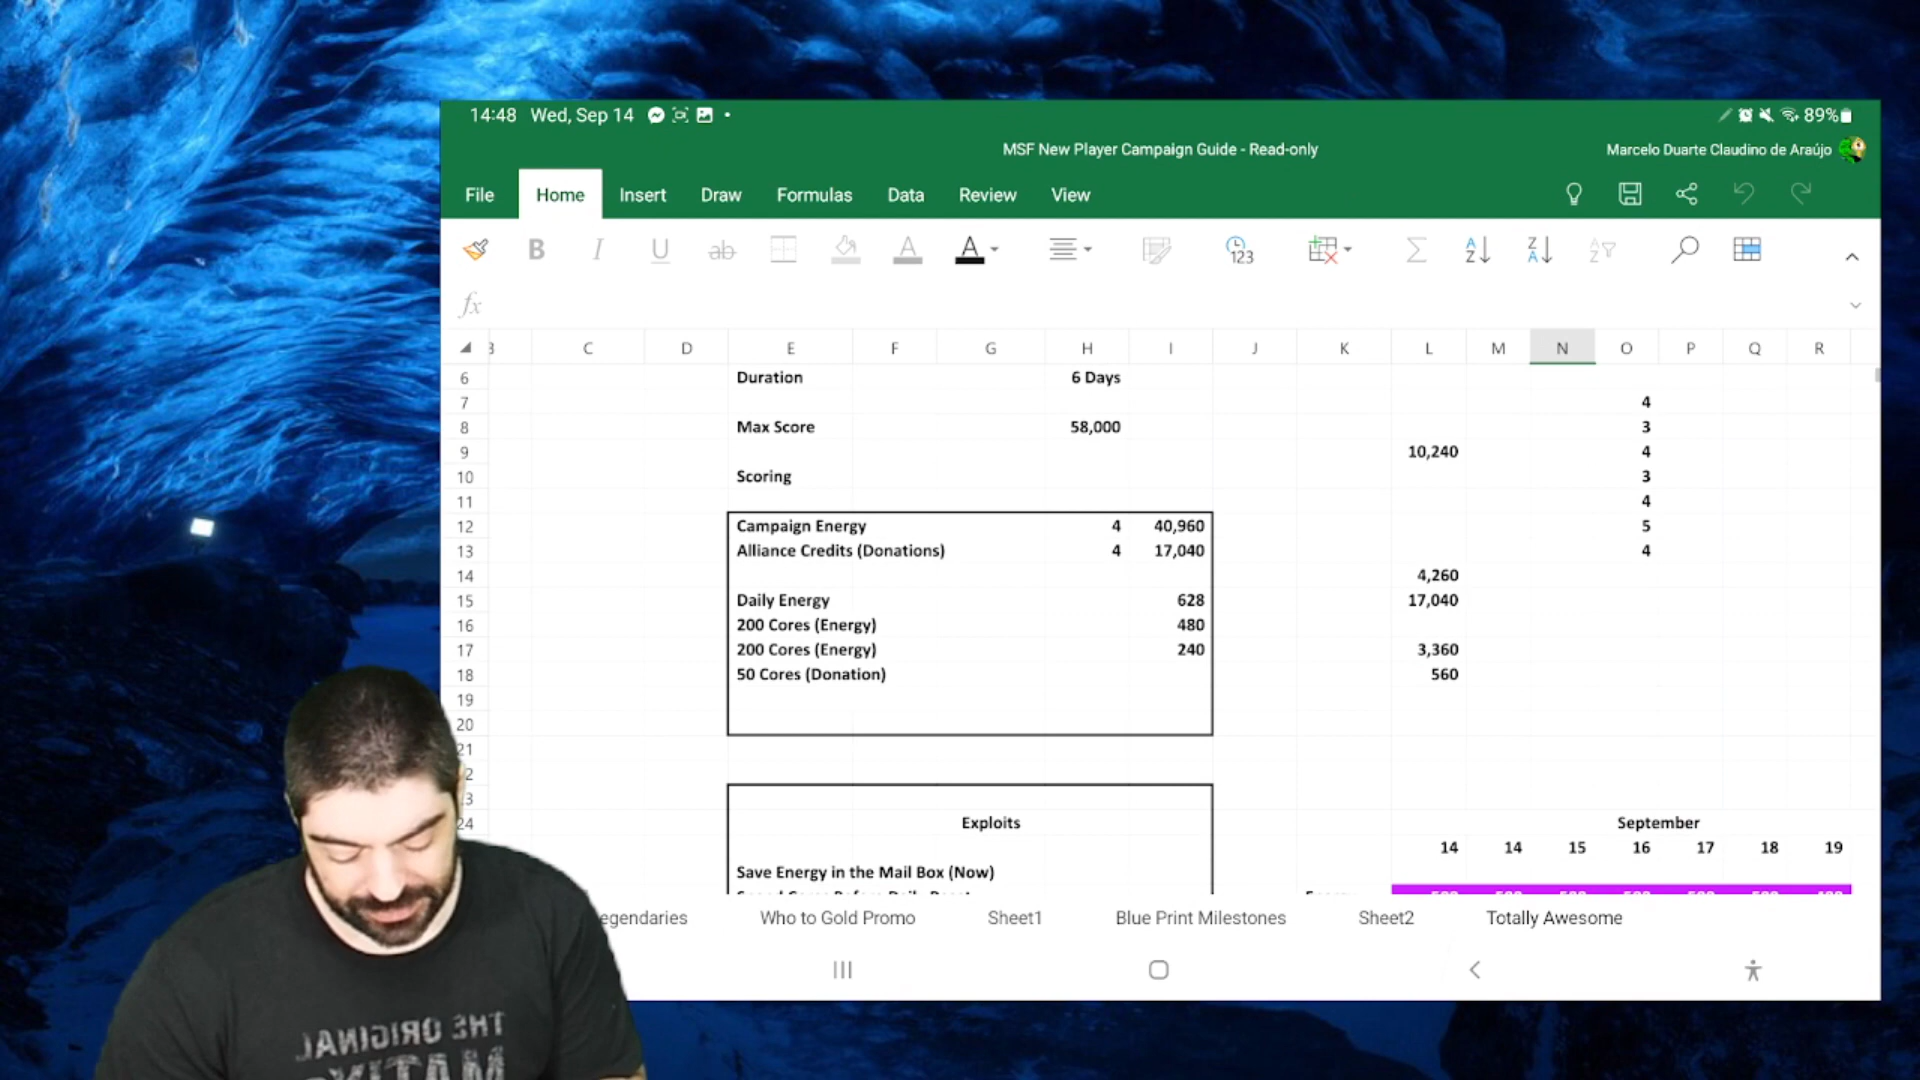 14:48 Wed, Sep 14
89%
MSF New Player Campaign Guide - Read-only
Marcelo Duarte Claudino de Araújo
File Home Insert Draw Formulas Data Review View
B I U ab A A 123 Σ A Z Z A A Z
fx
C D E F G H I J K L M N O P Q R
6 Duration 6 Days
7 4
8 Max Score 58,000 3
9 10,240 4
10 Scoring 3
11 4
12 Campaign Energy 4 40,960 5
13 Alliance Credits (Donations) 4 17,040 4
14 4,260
15 Daily Energy 628 17,040
16 200 Cores (Energy) 480
17 200 Cores (Energy) 240 3,360
18 50 Cores (Donation) 560
19
20
21
2
3
24 Exploits September
14 14 15 16 17 18 19
Save Energy in the Mail Box (Now)
egendaries Who to Gold Promo Sheet1 Blue Print Milestones Sheet2 Totally Awesome
THE ORIGINAL